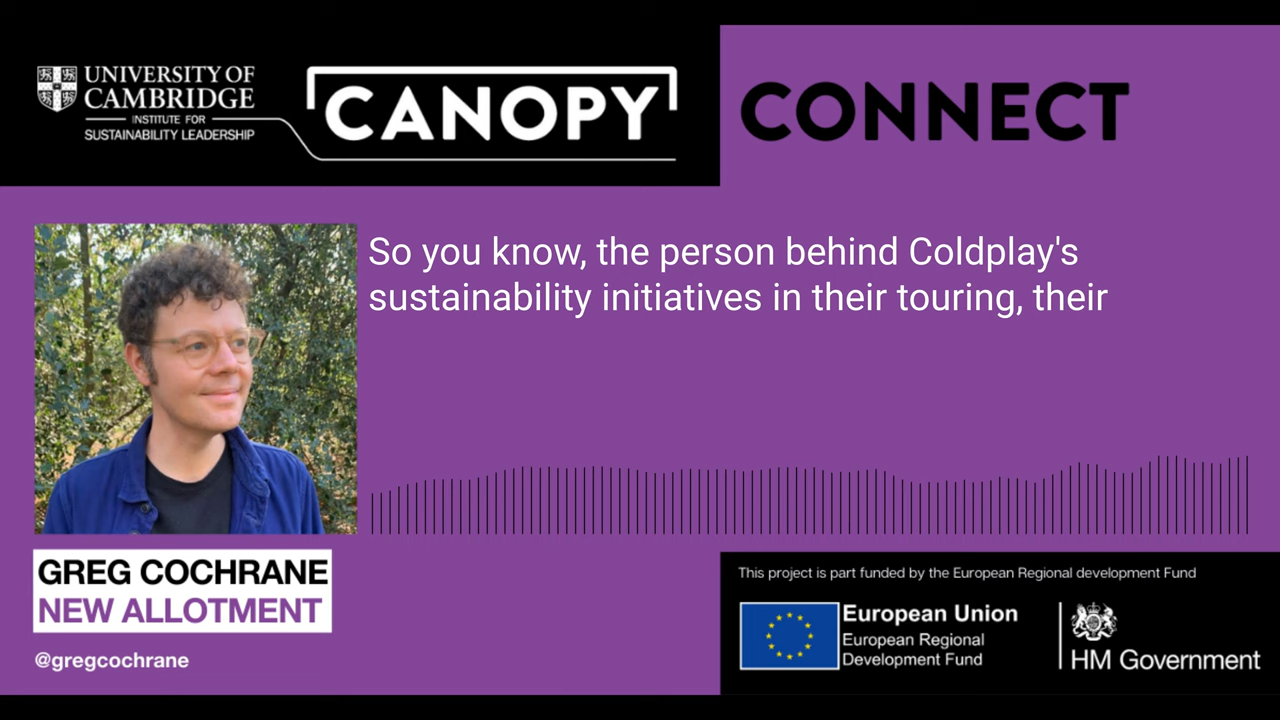 UNIVERSITY OF
CAMBRIDGE
INSTITUTE FOR
SUSTAINABILITY LEADERSHIP
CANOPY
CONNECT
So you know, the person behind Coldplay's
sustainability initiatives in their touring, their
GREG COCHRANE
NEW ALLOTMENT
@gregcochrane
This project is part funded by the European Regional development Fund
European Union
European Regional
Development Fund
HM Government